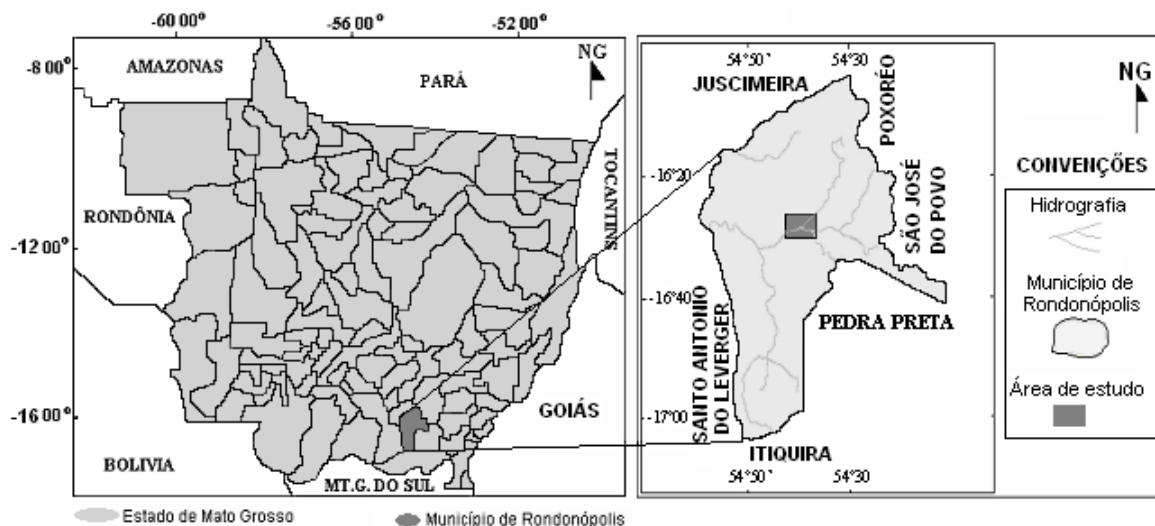 -60 00°
-56 00°
-52 00°
-8 00°
-12 00°
-16 00°
AMAZONAS
PARÁ
NG
TOCANTINS
RONDÔNIA
GOIÁS
BOLIVIA
MT.G. DO SUL
Estado de Mato Grosso
Município de Rondonópolis
54°50'
54°30'
JUSCIMEIRA
POXORÉO
-16°20
SÃO JOSÉ
DO POVO
-16°40
PEDRA PRETA
SANTO ANTONIO
DO LEVERGER
-17°00
ITIQUIRA
54°50'
54°30
NG
CONVENÇÕES
Hidrografia
Município de
Rondonópolis
Área de estudo